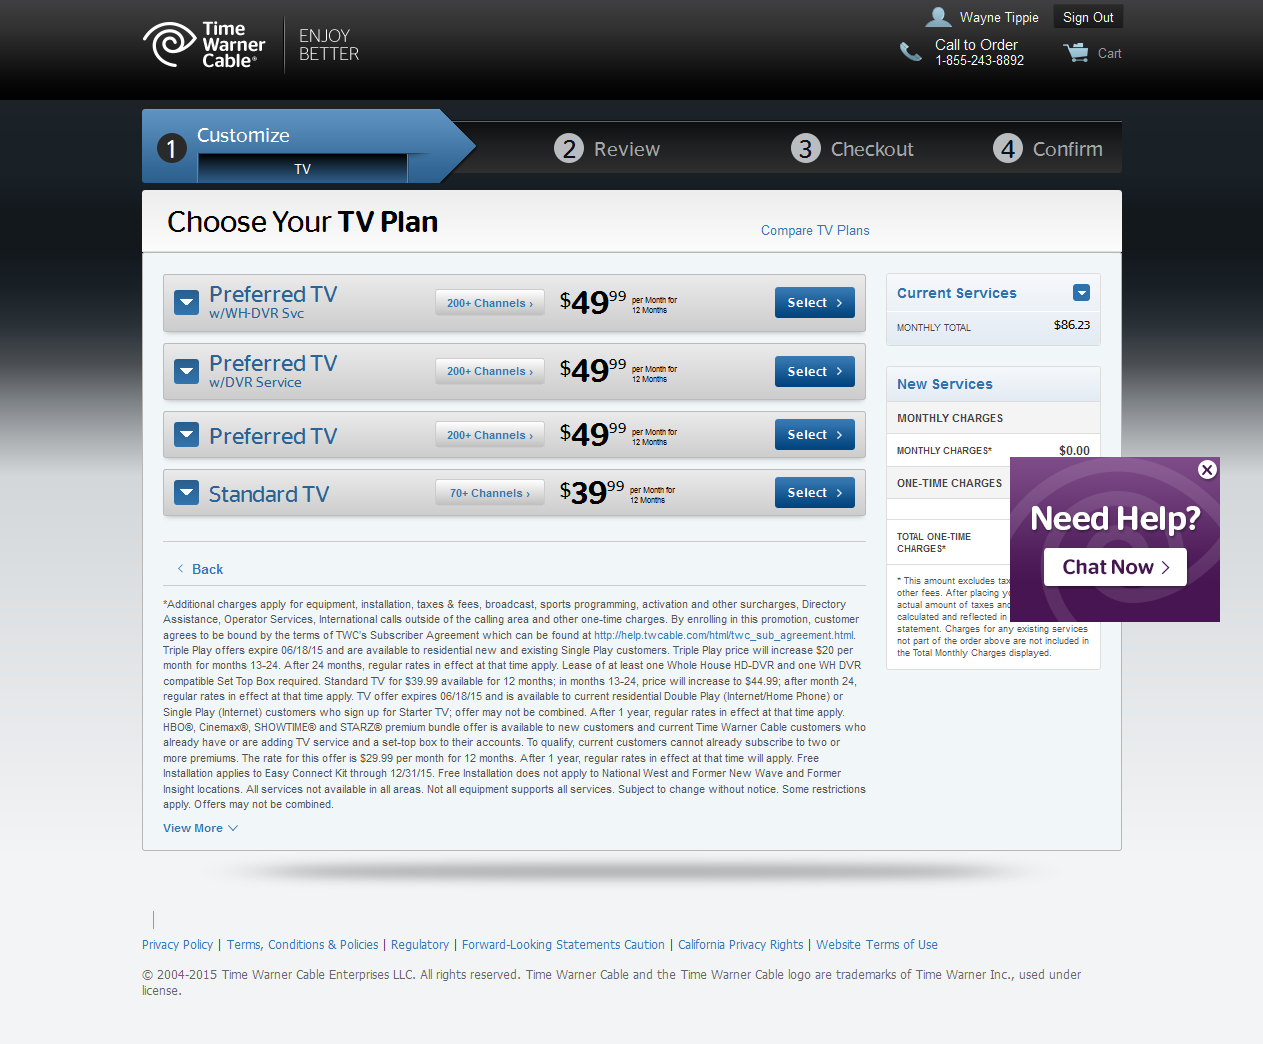 Time Warner Cable®
ENJOY BETTER
Wayne Tippie
Sign Out
Call to Order
1-855-243-8892
Cart
1 Customize
TV
2 Review
3 Checkout
4 Confirm
Choose Your TV Plan
Compare TV Plans
Preferred TV
w/WH-DVR Svc
200+ Channels ›
$49.99 per Month for 12 Months
Select ›
Preferred TV
w/DVR Service
200+ Channels ›
$49.99 per Month for 12 Months
Select ›
Preferred TV
200+ Channels ›
$49.99 per Month for 12 Months
Select ›
Standard TV
70+ Channels ›
$39.99 per Month for 12 Months
Select ›
Current Services
MONTHLY TOTAL $86.23
New Services
MONTHLY CHARGES
MONTHLY CHARGES* $0.00
ONE-TIME CHARGES
TOTAL ONE-TIME
CHARGES*
* This amount excludes
other fees. After placing
actual amount of taxes
calculated and reflected in
statement. Charges for any existing services
not part of the order above are not included in
the Total Monthly Charges displayed.
Need Help?
Chat Now ›
‹ Back
*Additional charges apply for equipment, installation, taxes & fees, broadcast, sports programming, activation and other surcharges, Directory
Assistance, Operator Services, International calls outside of the calling area and other one-time charges. By enrolling in this promotion, customer
agrees to be bound by the terms of TWC's Subscriber Agreement which can be found at http://help.twcable.com/html/twc_sub_agreement.html.
Triple Play offers expire 06/18/15 and are available to residential new and existing Single Play customers. Triple Play price will increase $20 per
month for months 13-24. After 24 months, regular rates in effect at that time apply. Lease of at least one Whole House HD-DVR and one WH DVR
compatible Set Top Box required. Standard TV for $39.99 available for 12 months; in months 13-24, price will increase to $44.99; after month 24,
regular rates in effect at that time apply. TV offer expires 06/18/15 and is available to current residential Double Play (Internet/Home Phone) or
Single Play (Internet) customers who sign up for Starter TV; offer may not be combined. After 1 year, regular rates in effect at that time apply.
HBO®, Cinemax®, SHOWTIME® and STARZ® premium bundle offer is available to new customers and current Time Warner Cable customers who
already have or are adding TV service and a set-top box to their accounts. To qualify, current customers cannot already subscribe to two or
more premiums. The rate for this offer is $29.99 per month for 12 months. After 1 year, regular rates in effect at that time will apply. Free
Installation applies to Easy Connect Kit through 12/31/15. Free Installation does not apply to National West and Former New Wave and Former
Insight locations. All services not available in all areas. Not all equipment supports all services. Subject to change without notice. Some restrictions
apply. Offers may not be combined.
View More
Privacy Policy | Terms, Conditions & Policies | Regulatory | Forward-Looking Statements Caution | California Privacy Rights | Website Terms of Use
© 2004-2015 Time Warner Cable Enterprises LLC. All rights reserved. Time Warner Cable and the Time Warner Cable logo are trademarks of Time Warner Inc., used under
license.